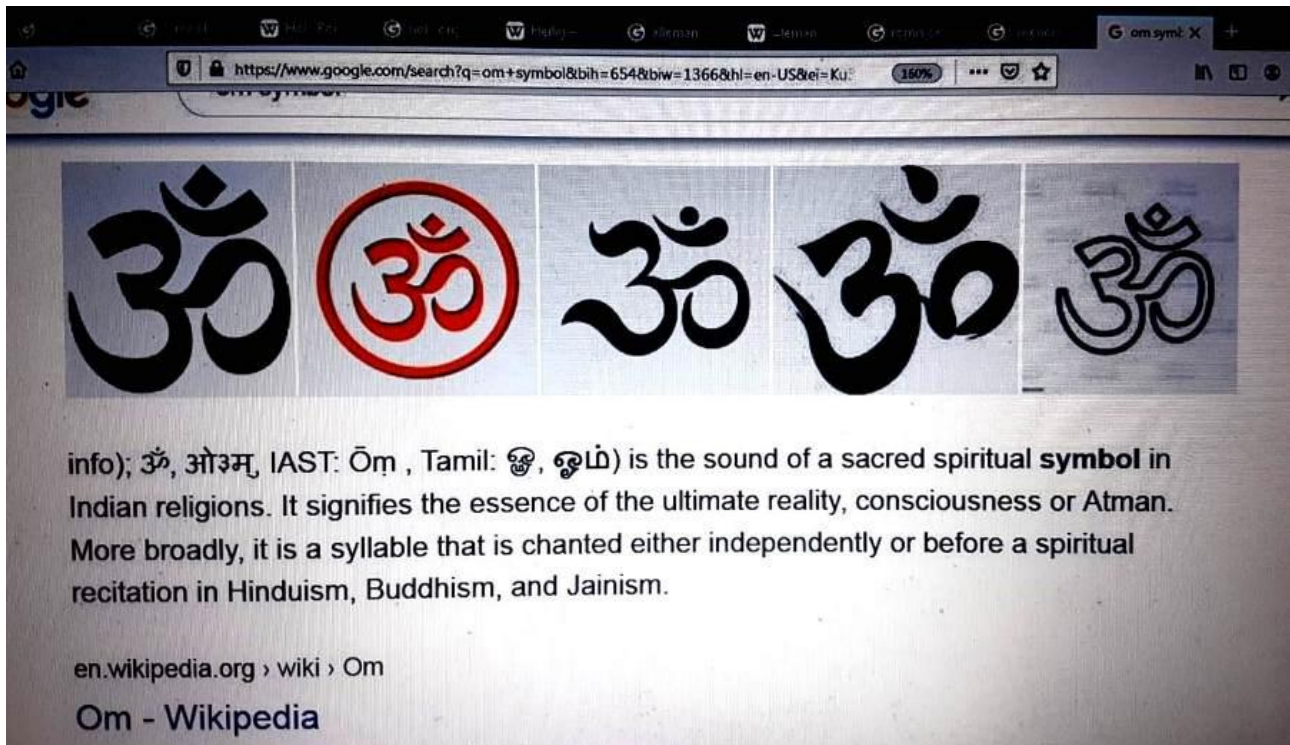 om symb
https://www.google.com/search?q=om+symbol&bih=654&biw=1366&hl=en-US&ei=Ku
160%
ॐ ॐ ॐ ॐ ॐ
info); ॐ, ओ३म्, IAST: Ōṃ , Tamil: ௐ, ஓம்) is the sound of a sacred spiritual symbol in
Indian religions. It signifies the essence of the ultimate reality, consciousness or Atman.
More broadly, it is a syllable that is chanted either independently or before a spiritual
recitation in Hinduism, Buddhism, and Jainism.
en.wikipedia.org › wiki › Om
Om - Wikipedia